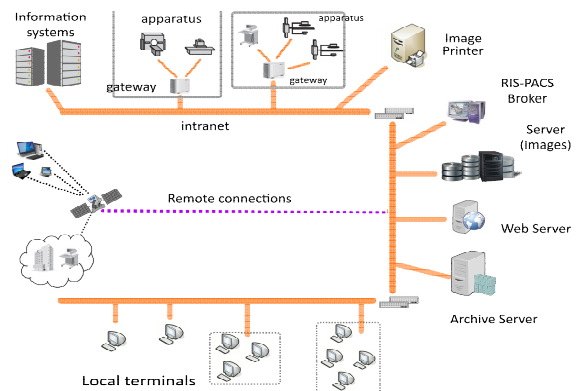 Information
systems
apparatus
gateway
apparatus
gateway
Image
Printer
intranet
RIS-PACS
Broker
Server
(Images)
Remote connections
Web Server
Archive Server
Local terminals